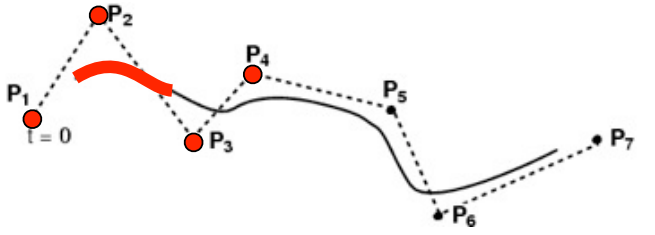 P₂
P₄
P₁
P₅
t = 0
P₃
P₇
P₆